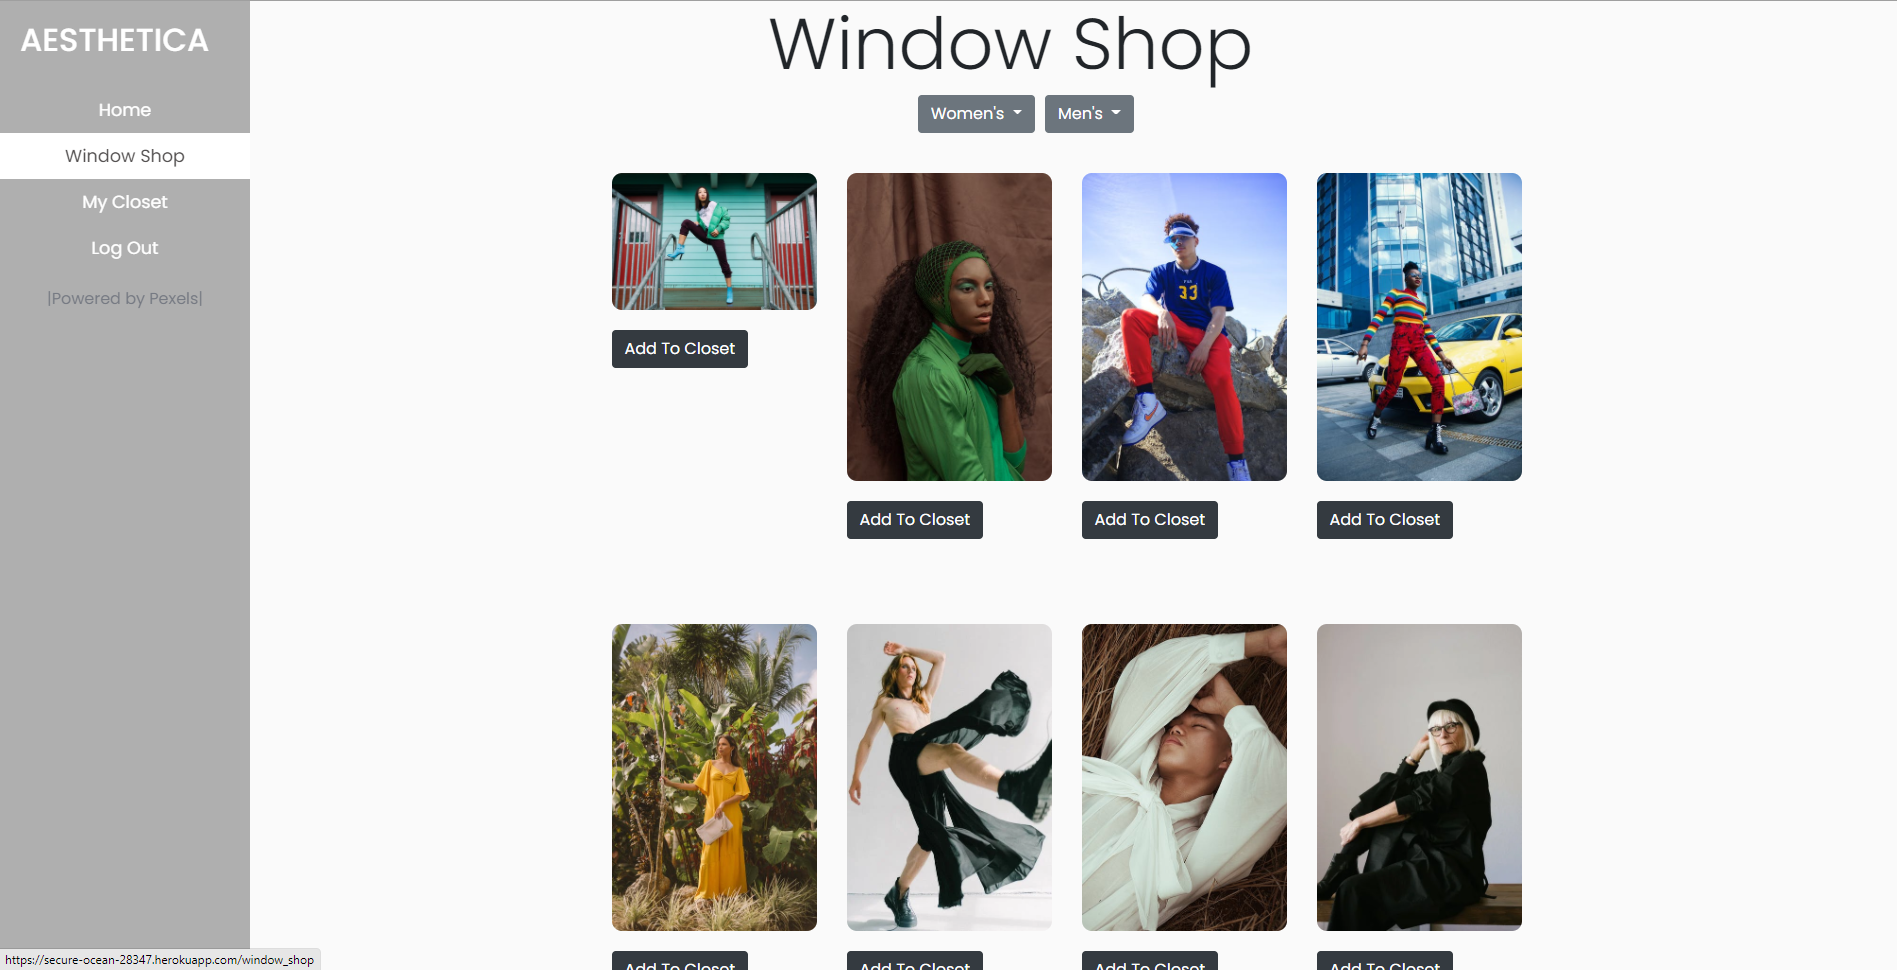 AESTHETICA
Home
Window Shop
My Closet
Log Out
|Powered by Pexels|
Window Shop
Women's
Men's
33
Add To Closet
Add To Closet
Add To Closet
Add To Closet
Add To Closet
Add To Closet
Add To Closet
Add To Closet
https://secure-ocean-28347.herokuapp.com/window_shop